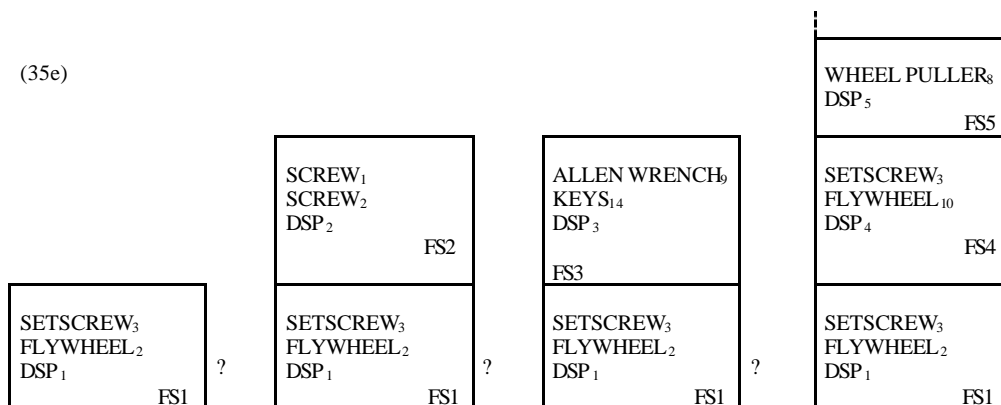 (35e)
WHEEL PULLER₈
DSP₅
FS5
SCREW₁
SCREW₂
DSP₂
FS2
ALLEN WRENCH₉
KEYS₁₄
DSP₃
FS3
SETSCREW₃
FLYWHEEL₁₀
DSP₄
FS4
SETSCREW₃
FLYWHEEL₂
DSP₁
FS1
?
SETSCREW₃
FLYWHEEL₂
DSP₁
FS1
?
SETSCREW₃
FLYWHEEL₂
DSP₁
FS1
?
SETSCREW₃
FLYWHEEL₂
DSP₁
FS1